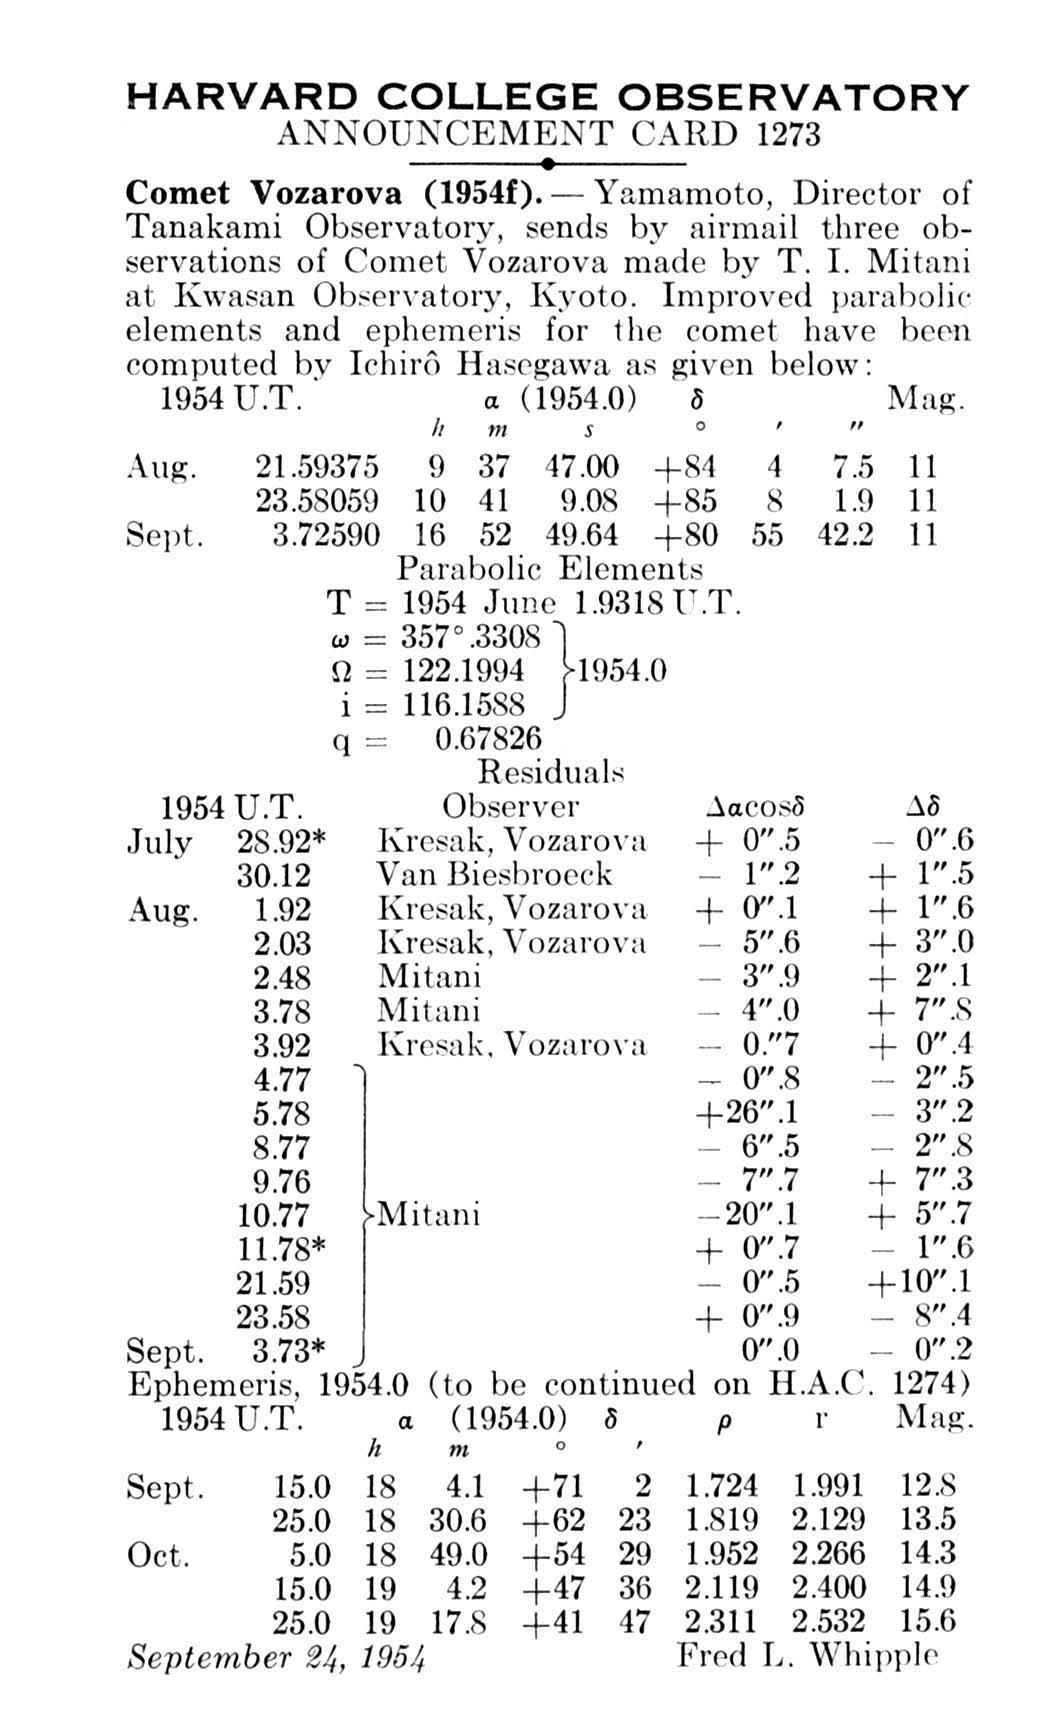 HARVARD COLLEGE OBSERVATORY
ANNOUNCEMENT CARD 1273
Comet Vozarova (1954f). — Yamamoto, Director of
Tanakami Observatory, sends by airmail three ob-
servations of Comet Vozarova made by T. I. Mitani
at Kwasan Observatory, Kyoto. Improved parabolic
elements and ephemeris for the comet have been
computed by Ichirô Hasegawa as given below:
1954 U.T. α (1954.0) δ Mag.
h m s ° ′ ″
Aug. 21.59375 9 37 47.00 +84 4 7.5 11
23.58059 10 41 9.08 +85 8 1.9 11
Sept. 3.72590 16 52 49.64 +80 55 42.2 11
Parabolic Elements
T = 1954 June 1.9318 U.T.
ω = 357°.3308
Ω = 122.1994 }1954.0
i = 116.1588
q = 0.67826
Residuals
1954 U.T. Observer Δαcosδ Δδ
July 28.92* Kresak, Vozarova + 0″.5 − 0″.6
30.12 Van Biesbroeck − 1″.2 + 1″.5
Aug. 1.92 Kresak, Vozarova + 0″.1 + 1″.6
2.03 Kresak, Vozarova − 5″.6 + 3″.0
2.48 Mitani − 3″.9 + 2″.1
3.78 Mitani − 4″.0 + 7″.8
3.92 Kresak, Vozarova − 0.″7 + 0″.4
4.77 − 0″.8 − 2″.5
5.78 +26″.1 − 3″.2
8.77 − 6″.5 − 2″.8
9.76 − 7″.7 + 7″.3
10.77 }Mitani −20″.1 + 5″.7
11.78* + 0″.7 − 1″.6
21.59 − 0″.5 +10″.1
23.58 + 0″.9 − 8″.4
Sept. 3.73* 0″.0 − 0″.2
Ephemeris, 1954.0 (to be continued on H.A.C. 1274)
1954 U.T. α (1954.0) δ ρ r Mag.
h m ° ′
Sept. 15.0 18 4.1 +71 2 1.724 1.991 12.8
25.0 18 30.6 +62 23 1.819 2.129 13.5
Oct. 5.0 18 49.0 +54 29 1.952 2.266 14.3
15.0 19 4.2 +47 36 2.119 2.400 14.9
25.0 19 17.8 +41 47 2.311 2.532 15.6
September 24, 1954 Fred L. Whipple